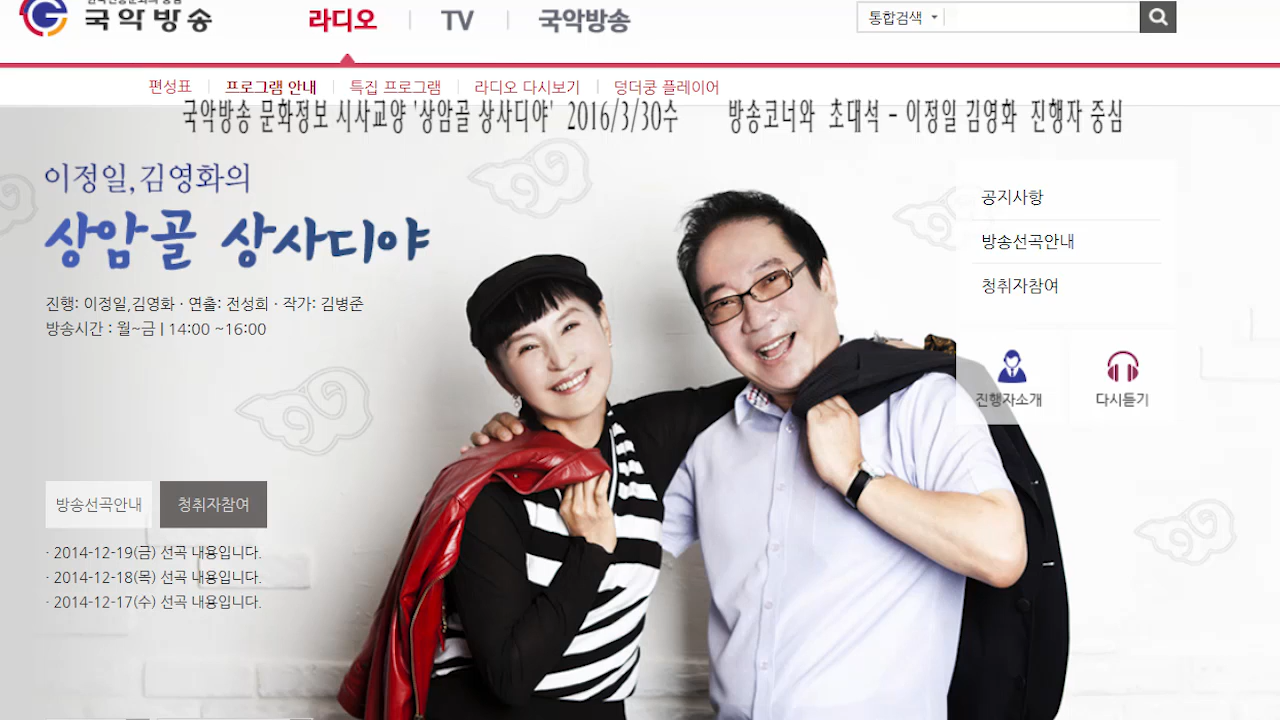 국악방송
라디오
TV
국악방송
통합검색
편성표
프로그램 안내
특집 프로그램
라디오 다시보기
덩더쿵 플레이어
국악방송 문화정보 시사교양 '상암골 상사디야' 2016/3/30수 방송코너와 초대석 - 이정일 김영화 진행자 중심
이정일,김영화의
상암골 상사디야
진행: 이정일,김영화 · 연출: 전성희 · 작가: 김병준
방송시간 : 월~금 | 14:00 ~16:00
공지사항
방송선곡안내
청취자참여
진행자소개
다시듣기
방송선곡안내
청취자참여
· 2014-12-19(금) 선곡 내용입니다.
· 2014-12-18(목) 선곡 내용입니다.
· 2014-12-17(수) 선곡 내용입니다.